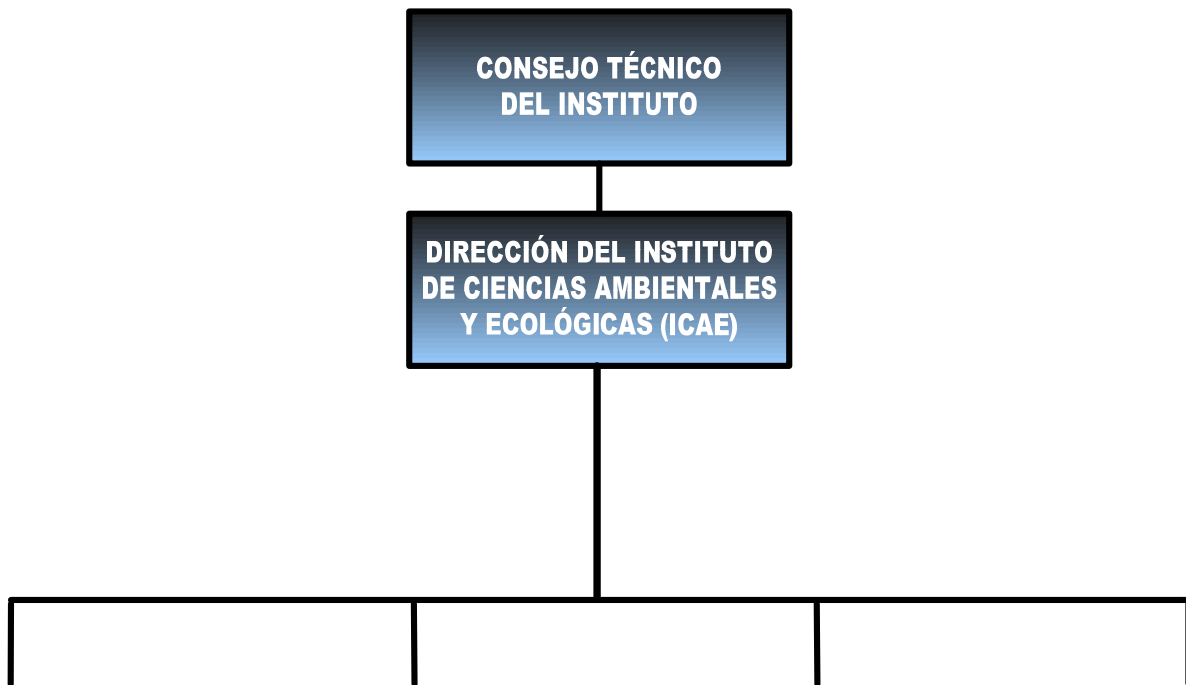 CONSEJO TÉCNICO
DEL INSTITUTO
DIRECCIÓN DEL INSTITUTO
DE CIENCIAS AMBIENTALES
Y ECOLÓGICAS (ICAE)